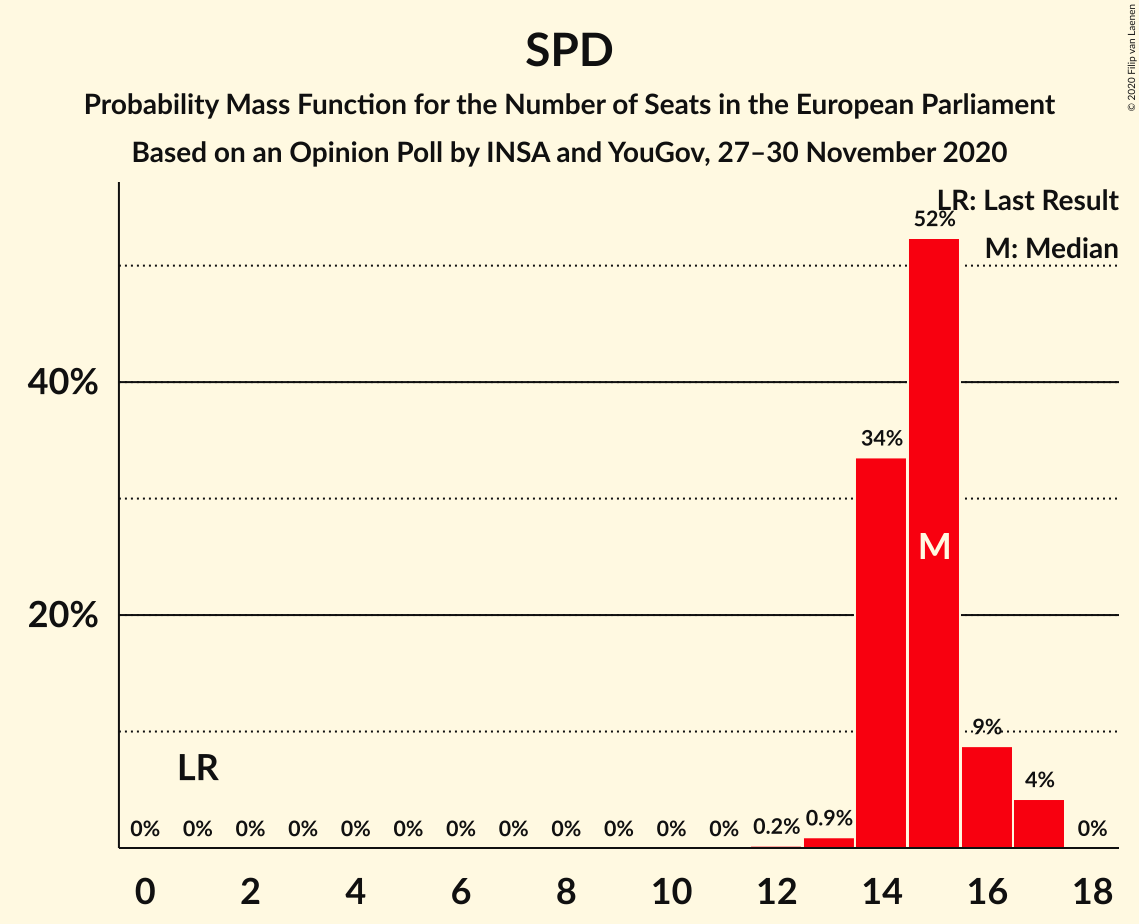 SPD
Probability Mass Function for the Number of Seats in the European Parliament
Based on an Opinion Poll by INSA and YouGov, 27–30 November 2020
© 2020 Filip van Laenen
LR: Last Result
M: Median
52%
40%
34%
M
20%
9%
LR
4%
0% 0% 0% 0% 0% 0% 0% 0% 0% 0% 0% 0% 0.2% 0.9% 0%
0 2 4 6 8 10 12 14 16 18